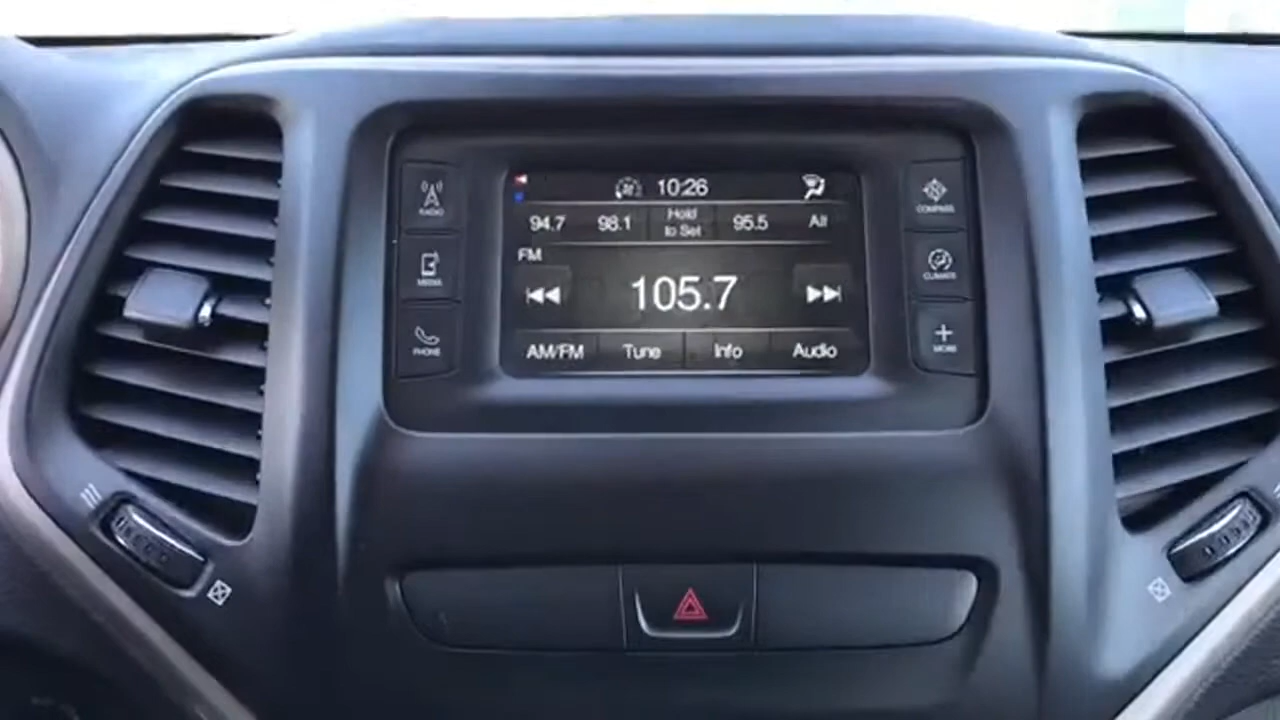 10:26
94.7 98.1 Hold to Set 95.5 All
FM
105.7
AM/FM Tune Info Audio
RADIO
MEDIA
PHONE
COMPASS
CLIMATE
MORE